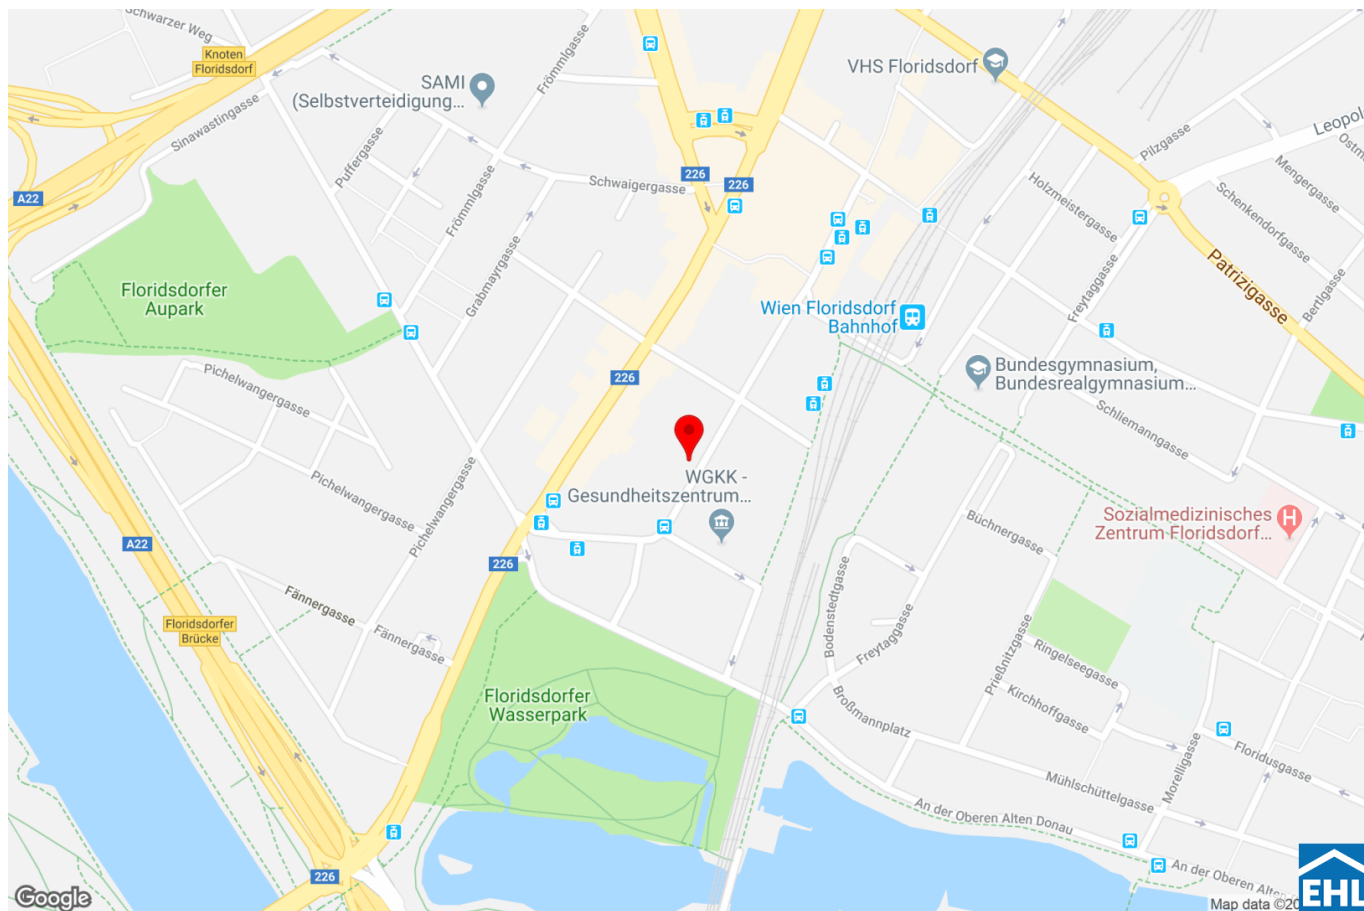 Schwarzer Weg
Knoten
Floridsdorf
Frömmlgasse
SAMI
(Selbstverteidigung...
VHS Floridsdorf
Sinawastingasse
Puffergasse
Pilzgasse
Leopol
Mengergasse
A22
Frömmlgasse
Schwaigergasse
226
226
Holzmeistergasse
Schenkendorfgasse
Grabmayrgasse
Freytaggasse
Patrizigasse
Bertlgasse
Floridsdorfer
Aupark
Wien Floridsdorf
Bahnhof
Pichelwangergasse
226
Bundesgymnasium,
Bundesrealgymnasium...
Schliemanngasse
WGKK -
Gesundheitszentrum...
Pichelwangergasse
Pichelwangergasse
Büchnergasse
Sozialmedizinisches
Zentrum Floridsdorf...
H
A22
226
Fännergasse
Fännergasse
Floridsdorfer
Brücke
Bodenstedtgasse
Freytaggasse
Prießnitzgasse
Ringelseegasse
Kirchhoffgasse
Broßmannplatz
Floridsdorfer
Wasserpark
Morelligasse
Floridusgasse
Mühlschüttelgasse
An der Oberen Alten Donau
An der Oberen Alten
226
Google
Map data ©20
EHL